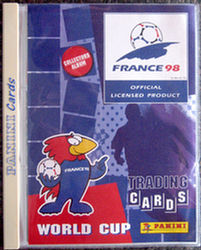 PANINI Cards
COLLECTORS
ALBUM
FRANCE 98
OFFICIAL
LICENSED PRODUCT
FRANCE 98
TRADING
CARDS
WORLD CUP
PANINI